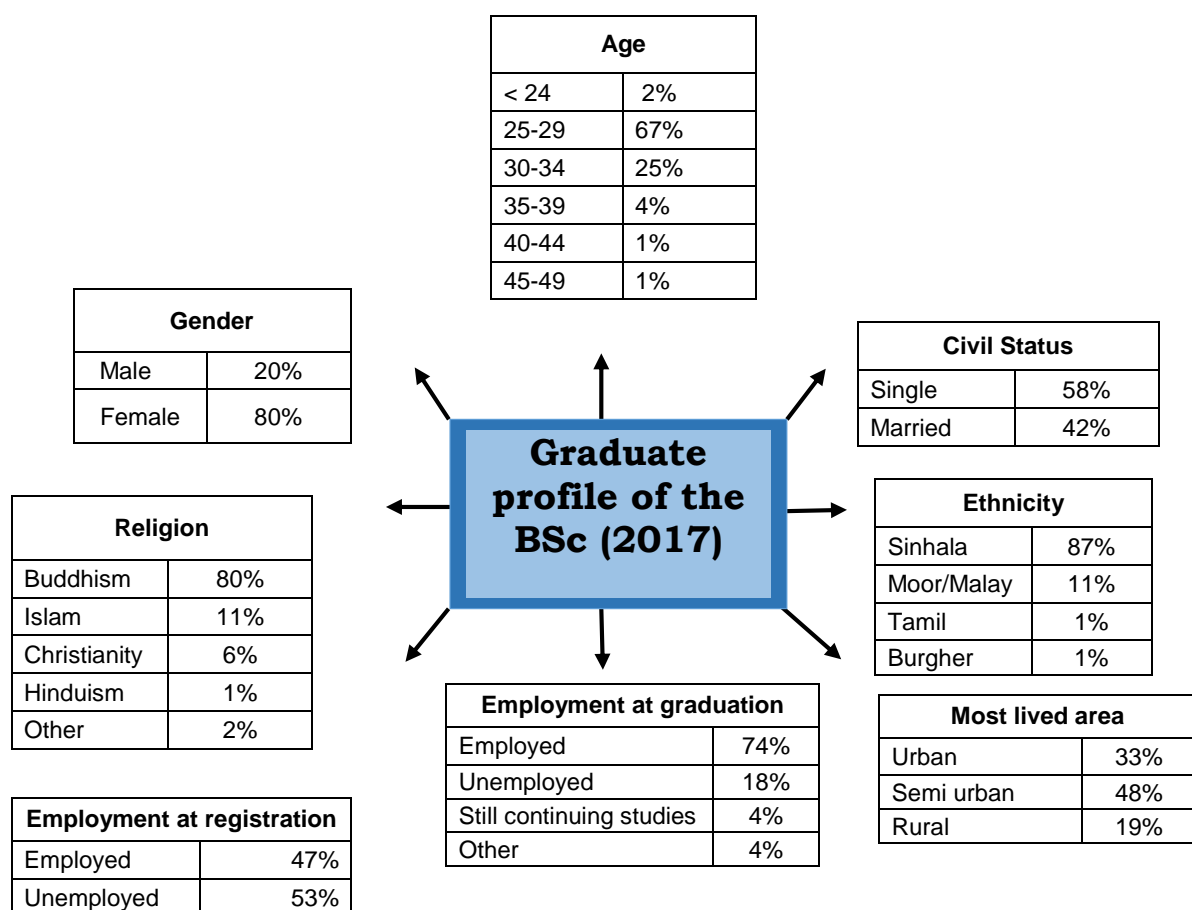 Age
< 24 2%
25-29 67%
30-34 25%
35-39 4%
40-44 1%
45-49 1%
Gender
Male 20%
Female 80%
Civil Status
Single 58%
Married 42%
Graduate
profile of the
BSc (2017)
Religion
Buddhism 80%
Islam 11%
Christianity 6%
Hinduism 1%
Other 2%
Ethnicity
Sinhala 87%
Moor/Malay 11%
Tamil 1%
Burgher 1%
Employment at graduation
Employed 74%
Unemployed 18%
Still continuing studies 4%
Other 4%
Most lived area
Urban 33%
Semi urban 48%
Rural 19%
Employment at registration
Employed 47%
Unemployed 53%